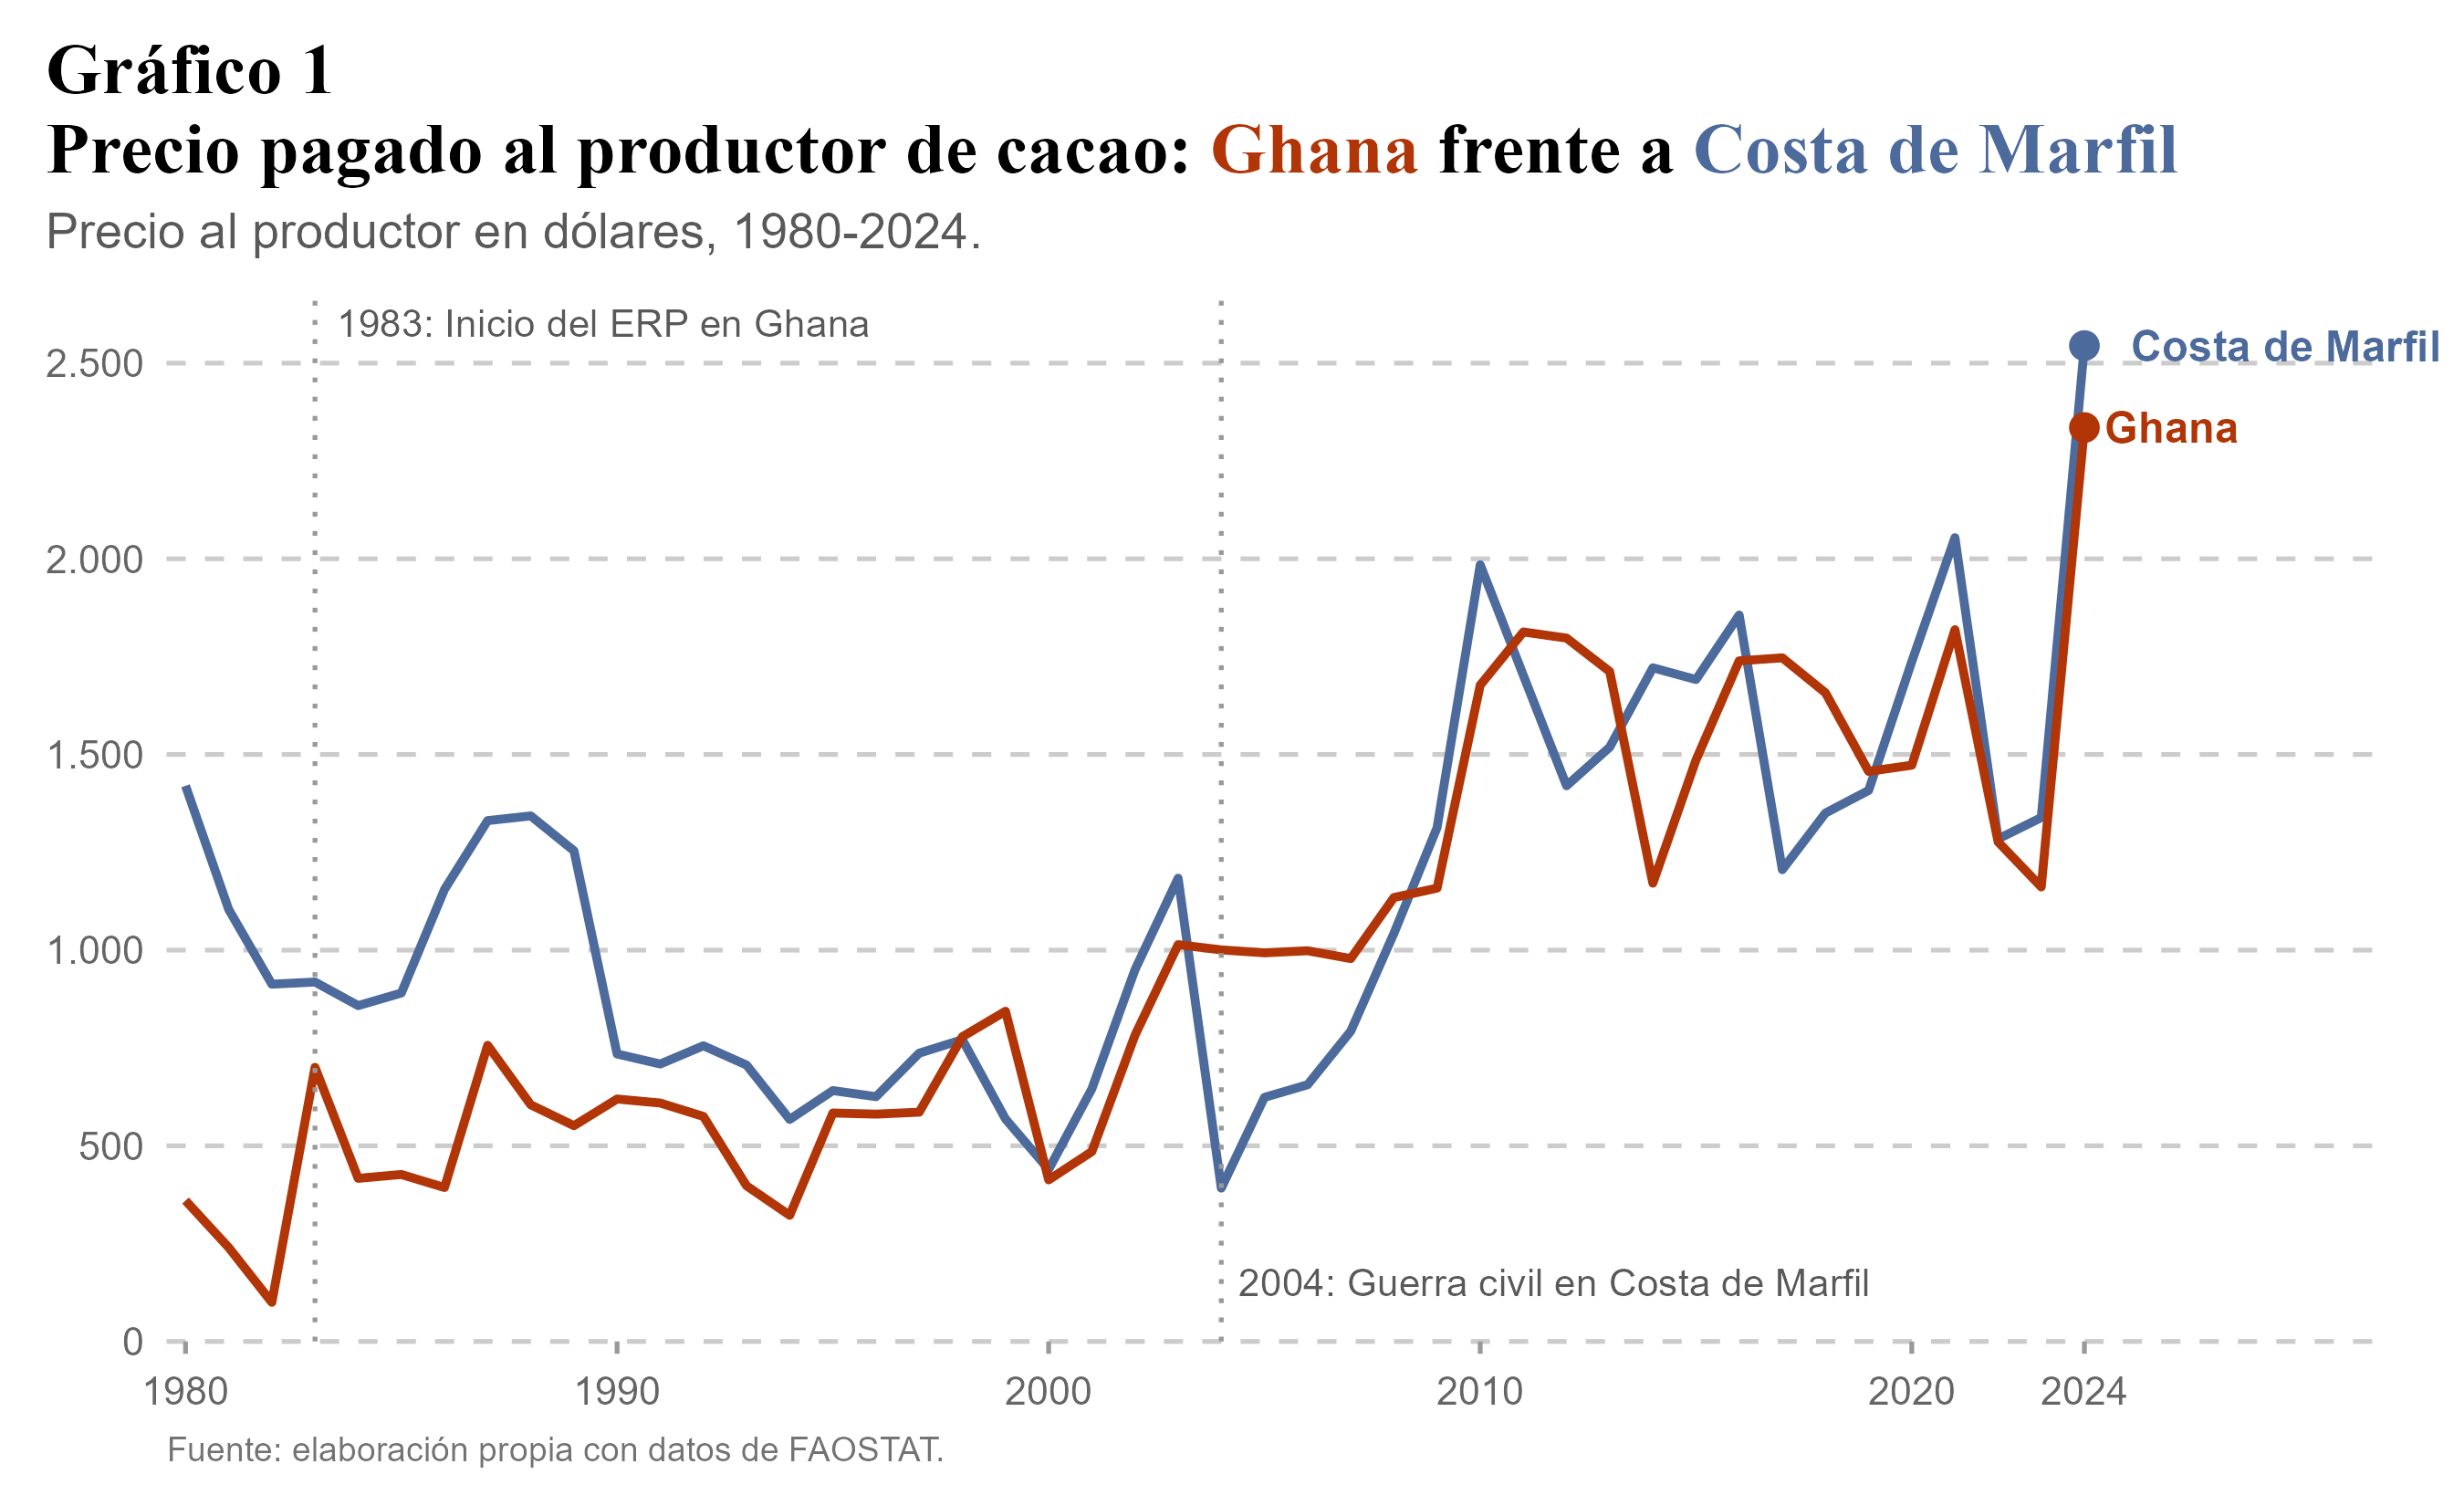 Gráfico 1
Precio pagado al productor de cacao: Ghana frente a Costa de Marfil
Precio al productor en dólares, 1980-2024.
1983: Inicio del ERP en Ghana
Costa de Marfil
2.500
Ghana
2.000
1.500
1.000
500
2004: Guerra civil en Costa de Marfil
0
1980 1990 2000 2010 2020 2024
Fuente: elaboración propia con datos de FAOSTAT.